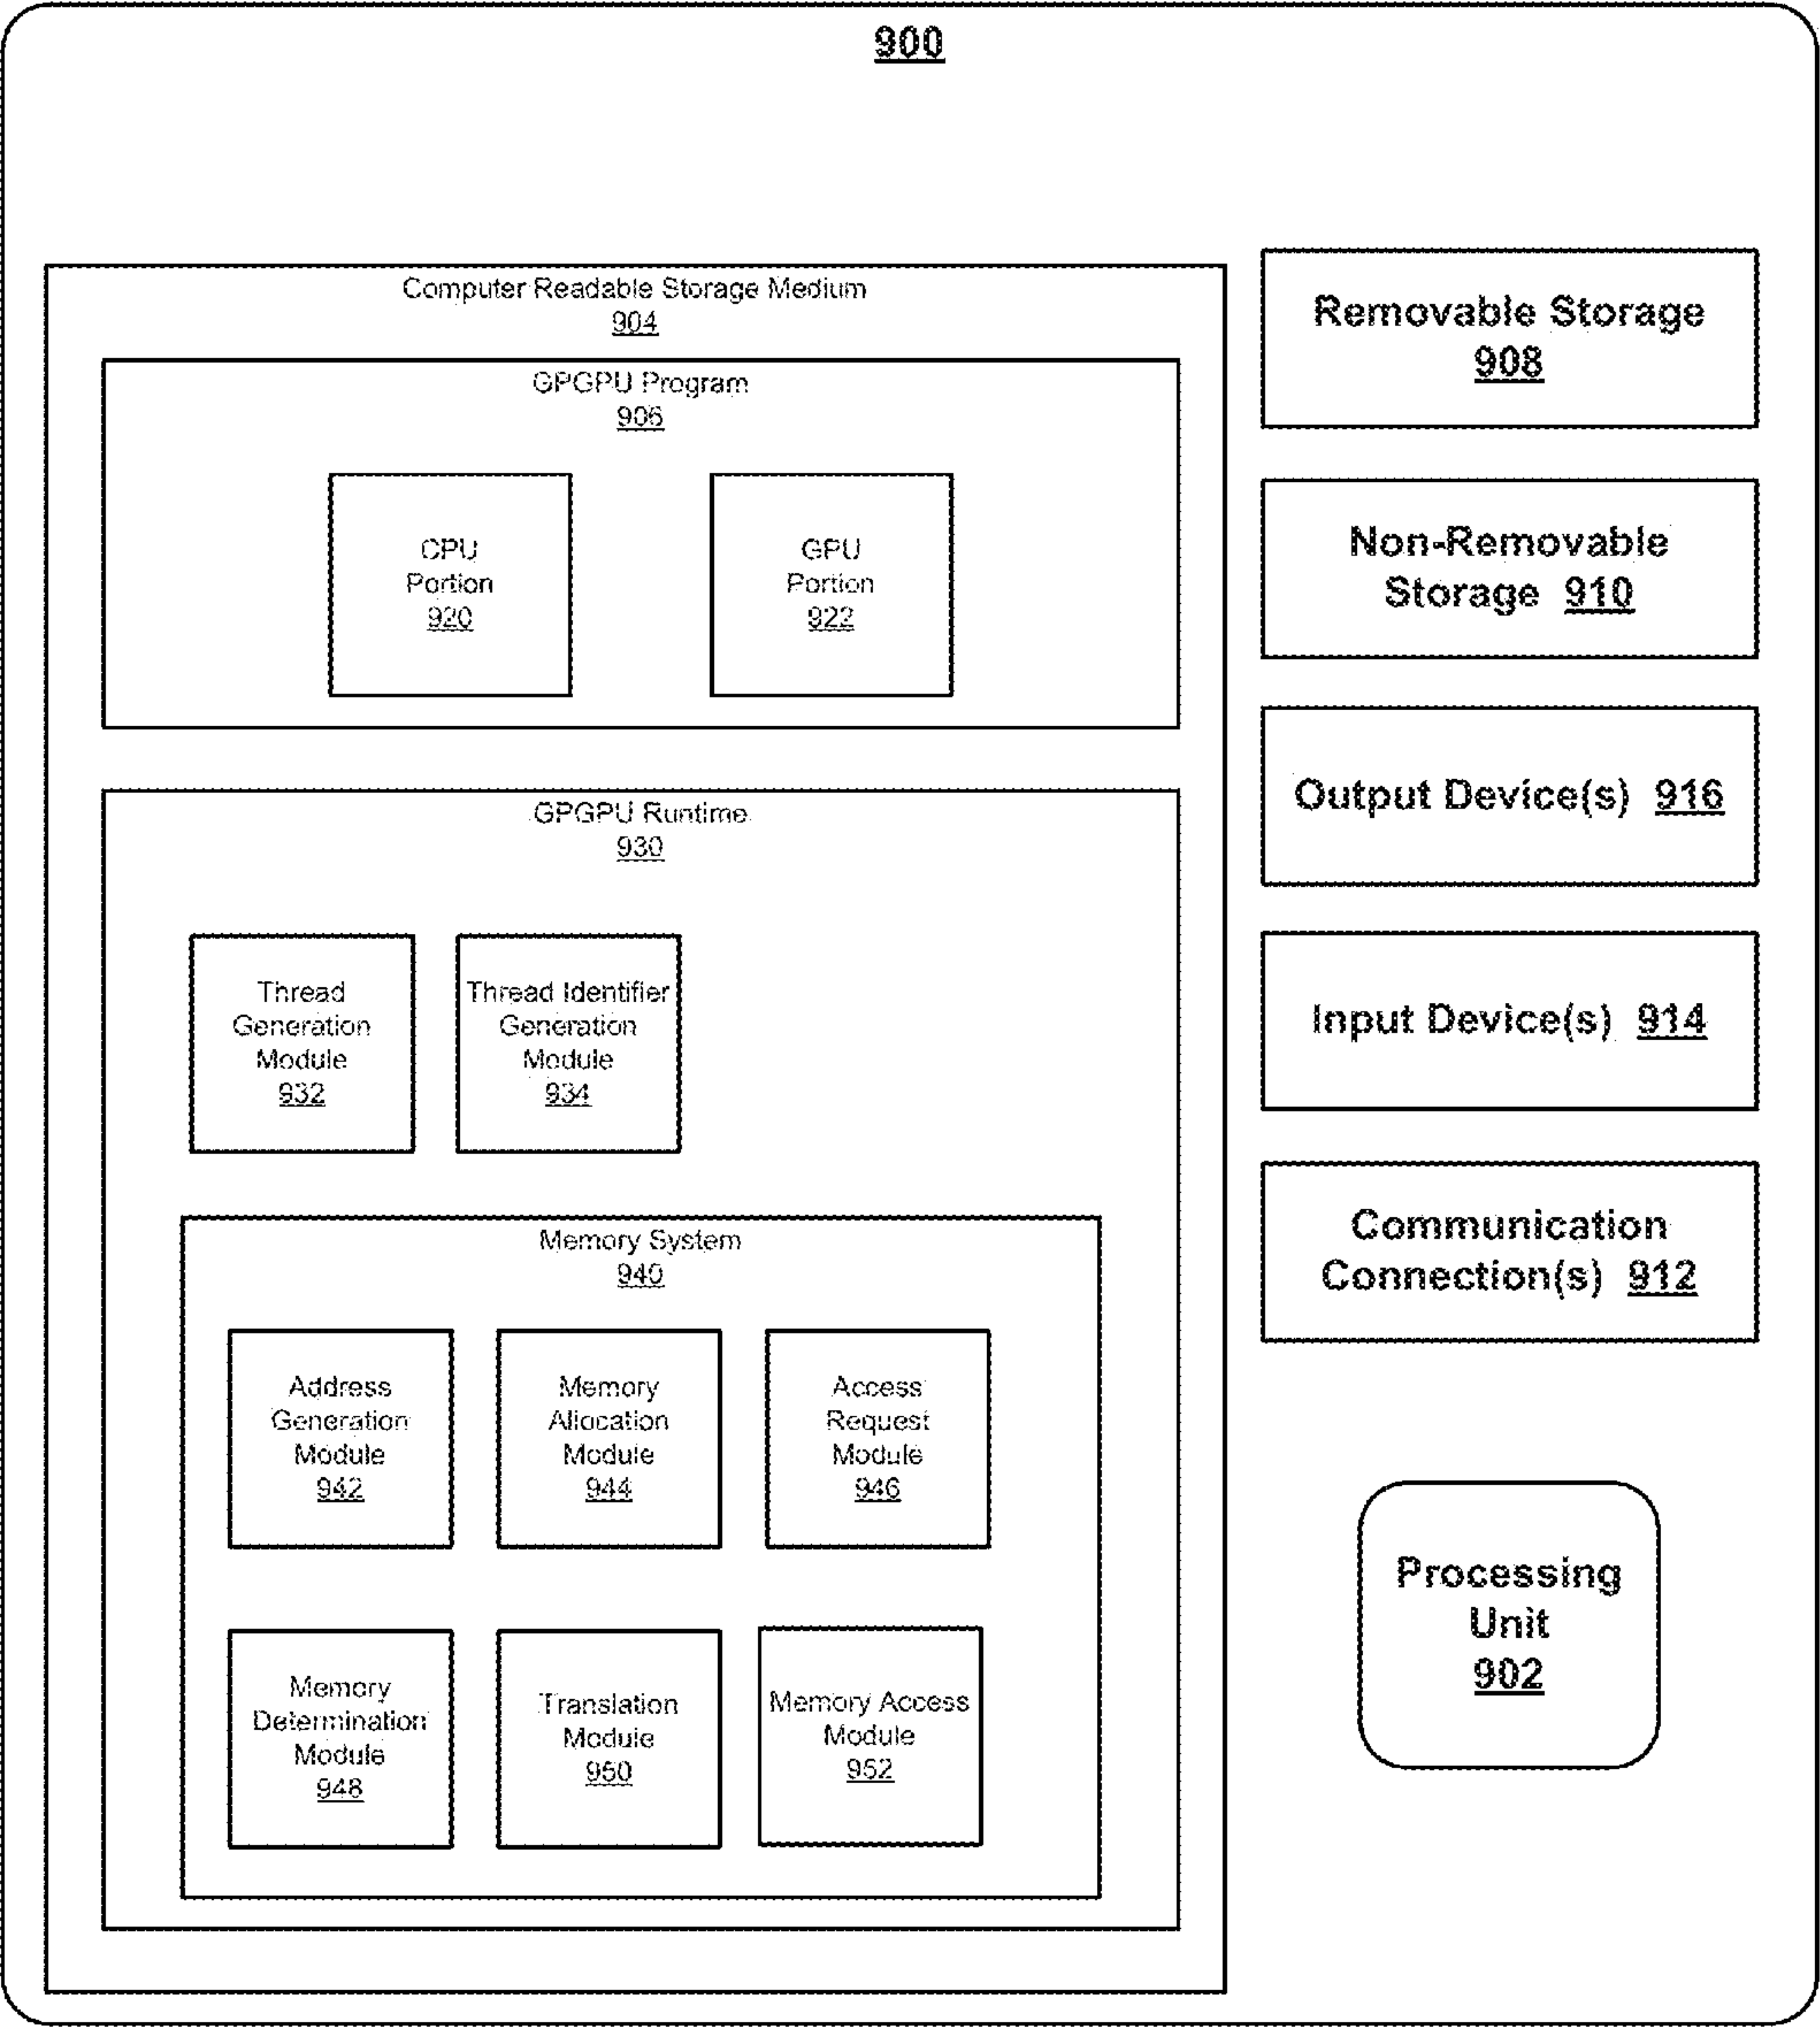 900
Computer Readable Storage Medium
904
GPGPU Program
906
CPU
Portion
920
GPU
Portion
922
GPGPU Runtime
930
Thread
Generation
Module
932
Thread Identifier
Generation
Module
934
Memory System
940
Address
Generation
Module
942
Memory
Allocation
Module
944
Access
Request
Module
946
Memory
Determination
Module
948
Translation
Module
950
Memory Access
Module
952
Removable Storage
908
Non-Removable
Storage 910
Output Device(s) 916
Input Device(s) 914
Communication
Connection(s) 912
Processing
Unit
902